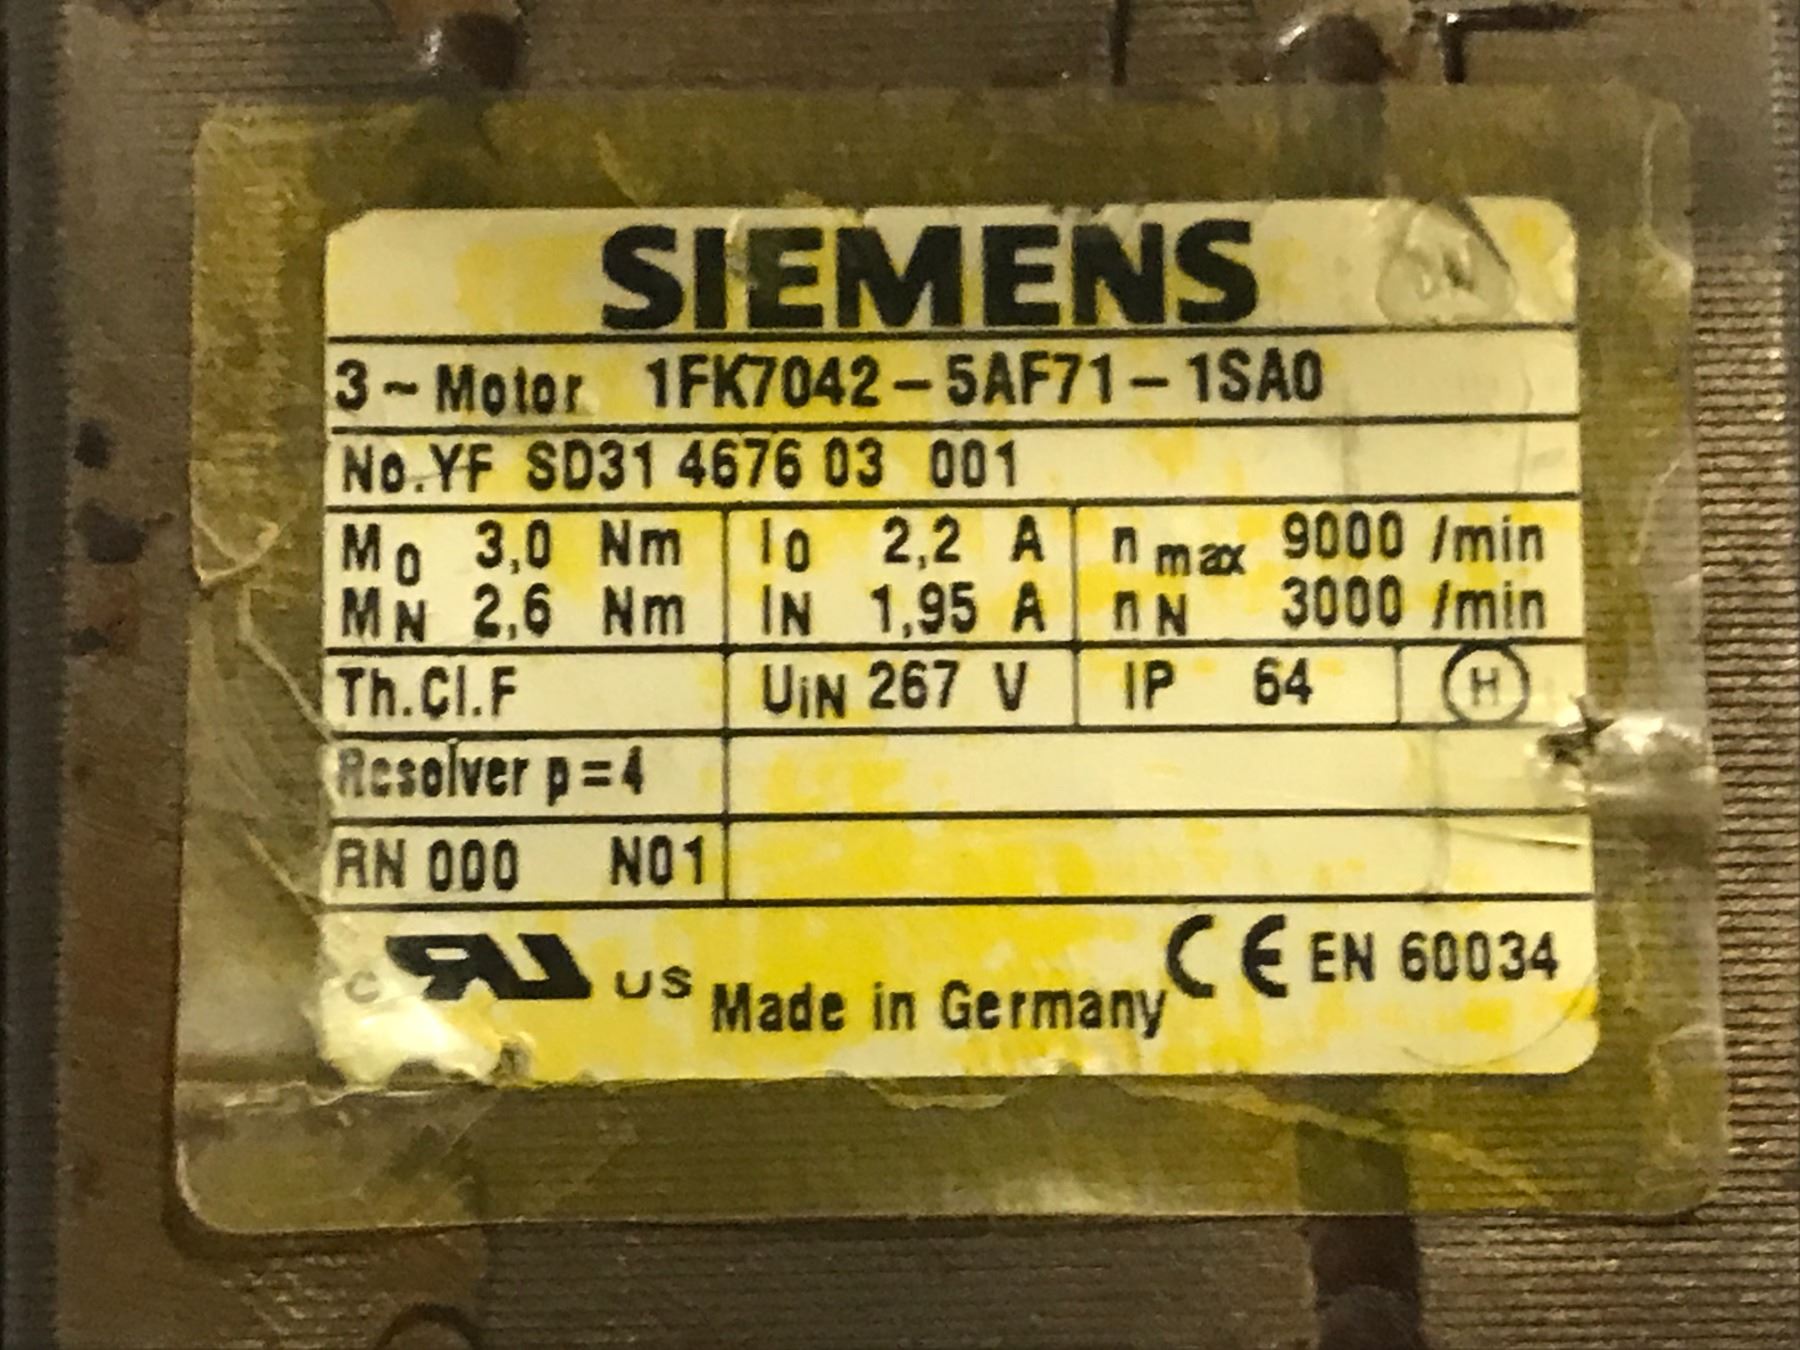 SIEMENS
3~Motor 1FK7042-5AF71-1SA0
No.YF SD31 4676 03 001
M0 3,0 Nm I0 2,2 A nmax 9000 /min
MN 2,6 Nm IN 1,95 A nN 3000 /min
Th.Cl.F UiN 267 V IP 64 H
Resolver p=4
RN 000 N01
c RU US Made in Germany CE EN 60034